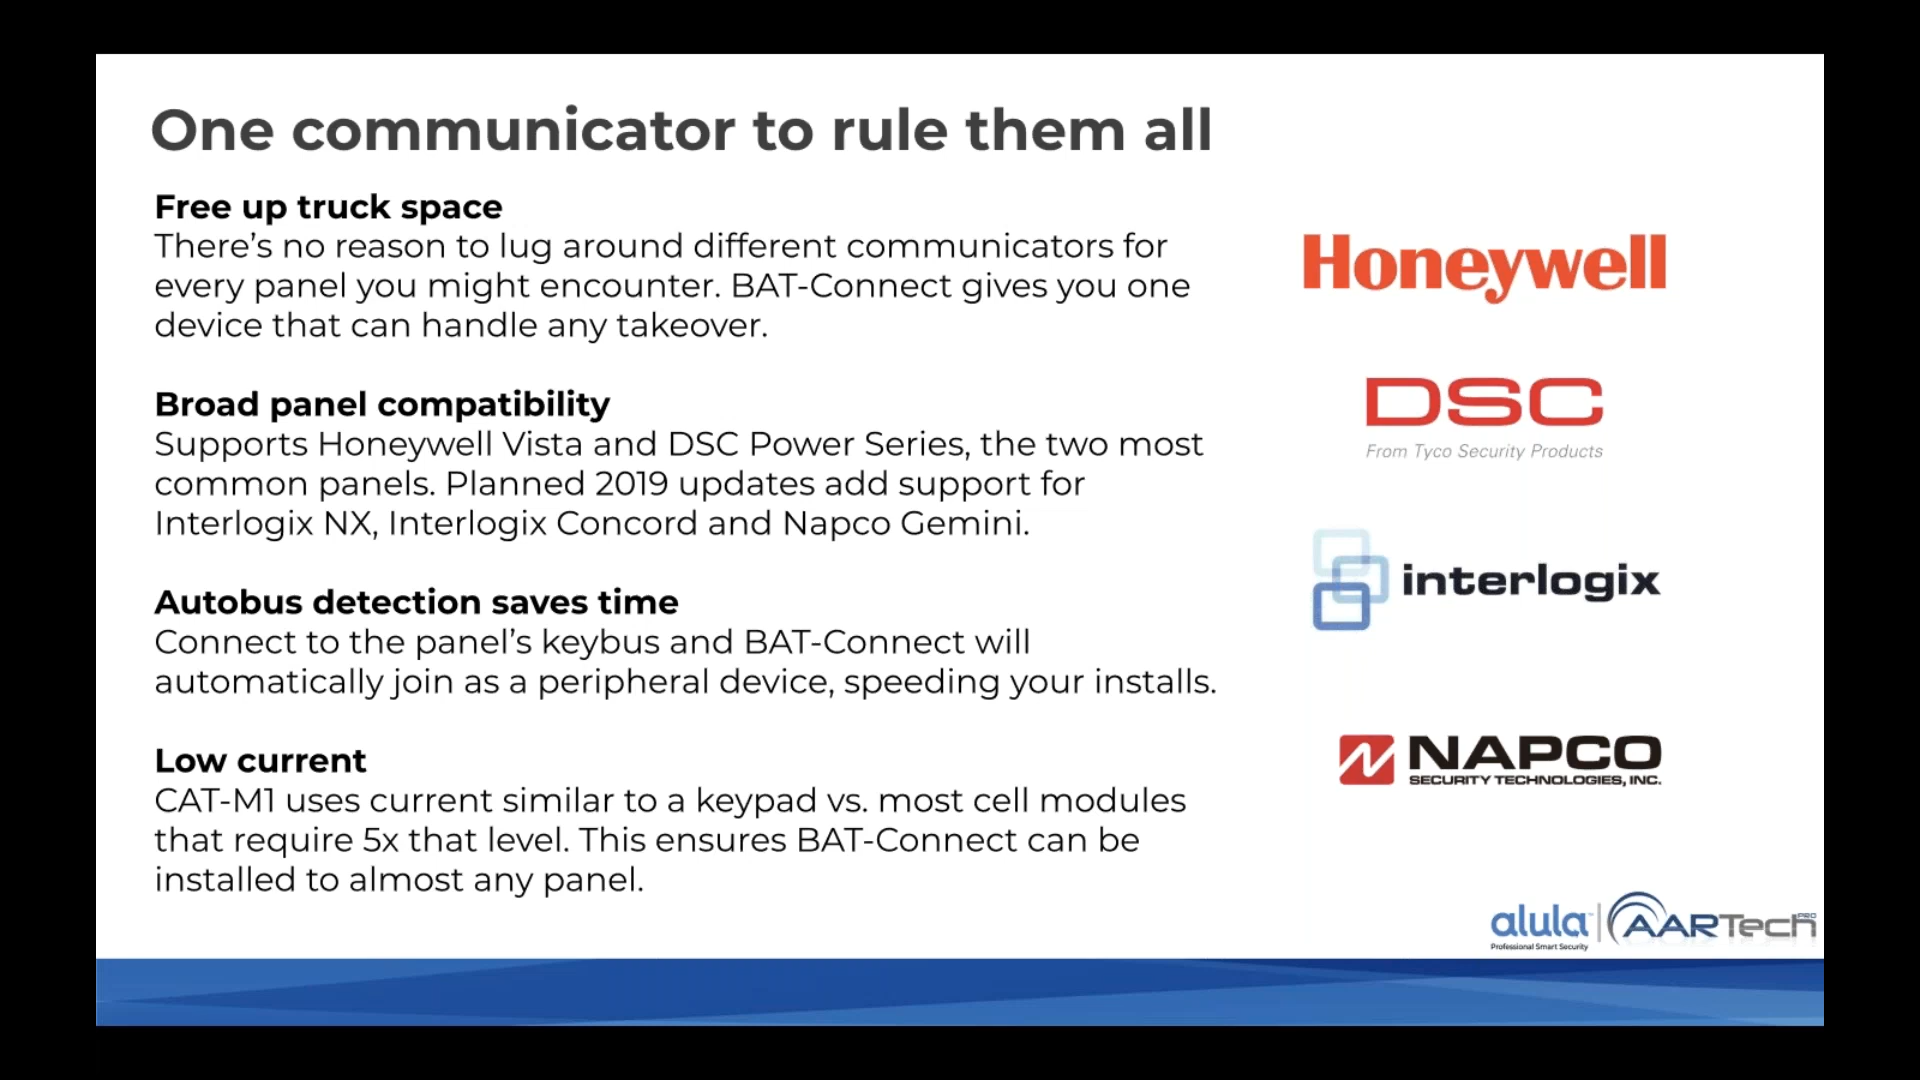 One communicator to rule them all
Free up truck space
There’s no reason to lug around different communicators for
every panel you might encounter. BAT-Connect gives you one
device that can handle any takeover.
Broad panel compatibility
Supports Honeywell Vista and DSC Power Series, the two most
common panels. Planned 2019 updates add support for
Interlogix NX, Interlogix Concord and Napco Gemini.
Autobus detection saves time
Connect to the panel’s keybus and BAT-Connect will
automatically join as a peripheral device, speeding your installs.
Low current
CAT-M1 uses current similar to a keypad vs. most cell modules
that require 5x that level. This ensures BAT-Connect can be
installed to almost any panel.
Honeywell
DSC
From Tyco Security Products
interlogix
NAPCO
SECURITY TECHNOLOGIES, INC.
alula™
Professional Smart Security
AARTech PRO